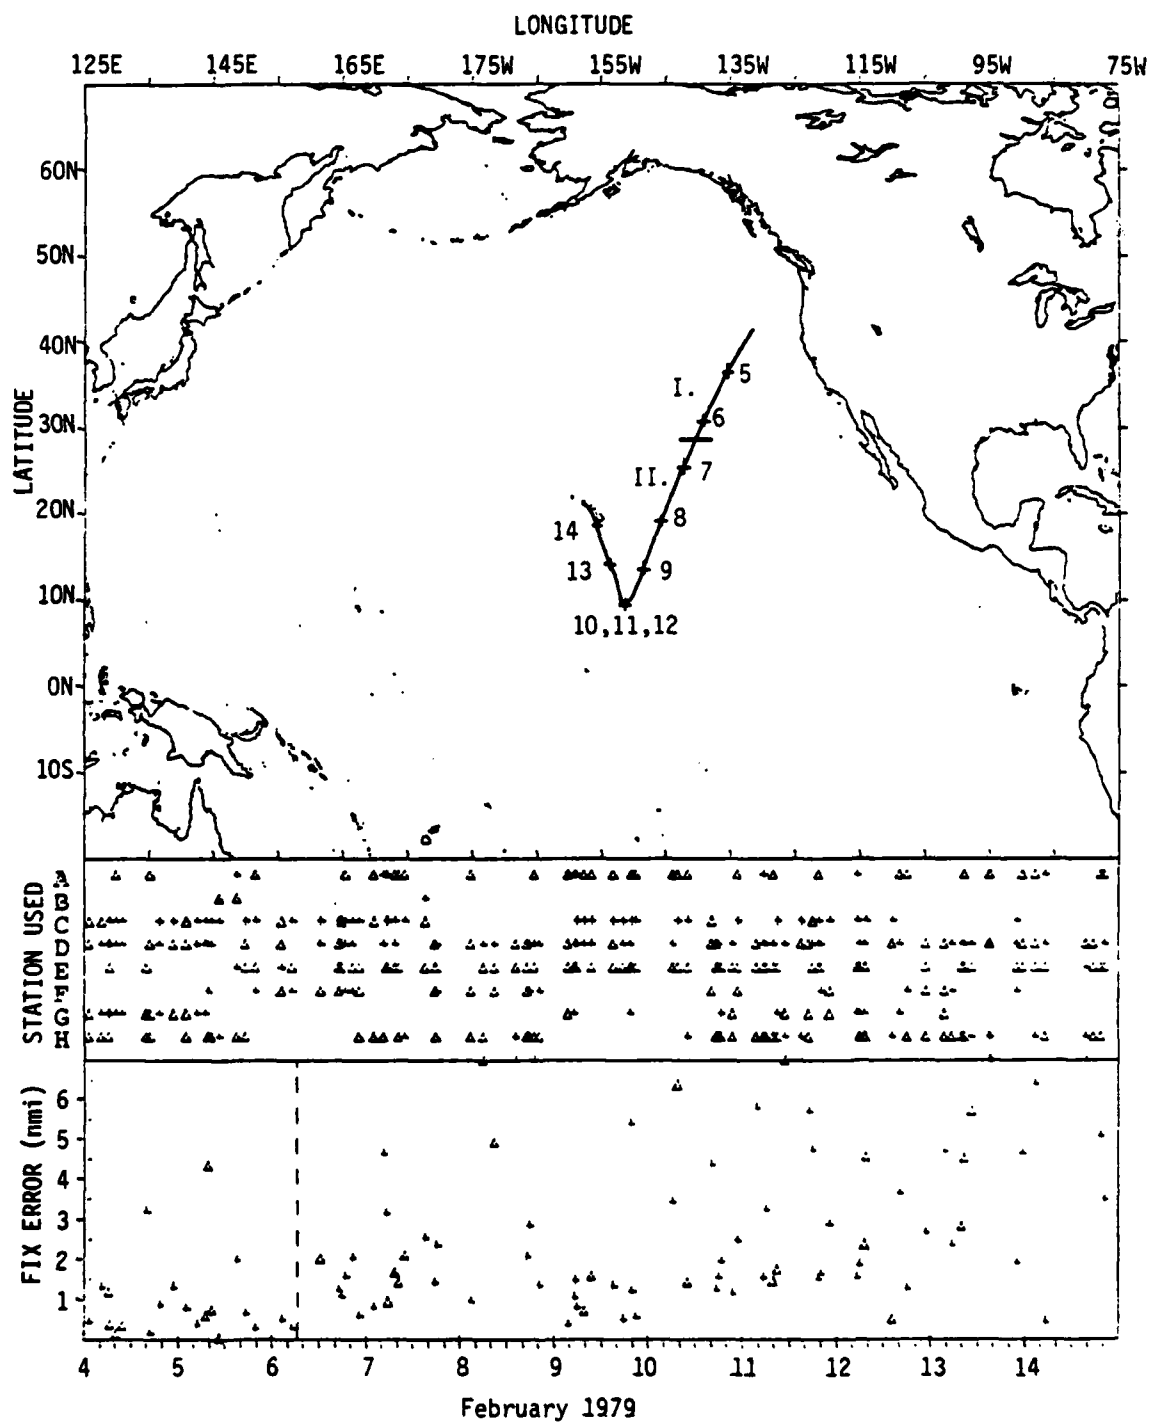 LONGITUDE
125E 145E 165E 175W 155W 135W 115W 95W 75W
LATITUDE
60N
50N
40N
30N
20N
10N
0N
10S
5
I.
6
II.
7
8
14
13
9
10,11,12
STATION USED
A
B
C
D
E
F
G
H
FIX ERROR (nmi)
6
5
4
3
2
1
4 5 6 7 8 9 10 11 12 13 14
February 1979